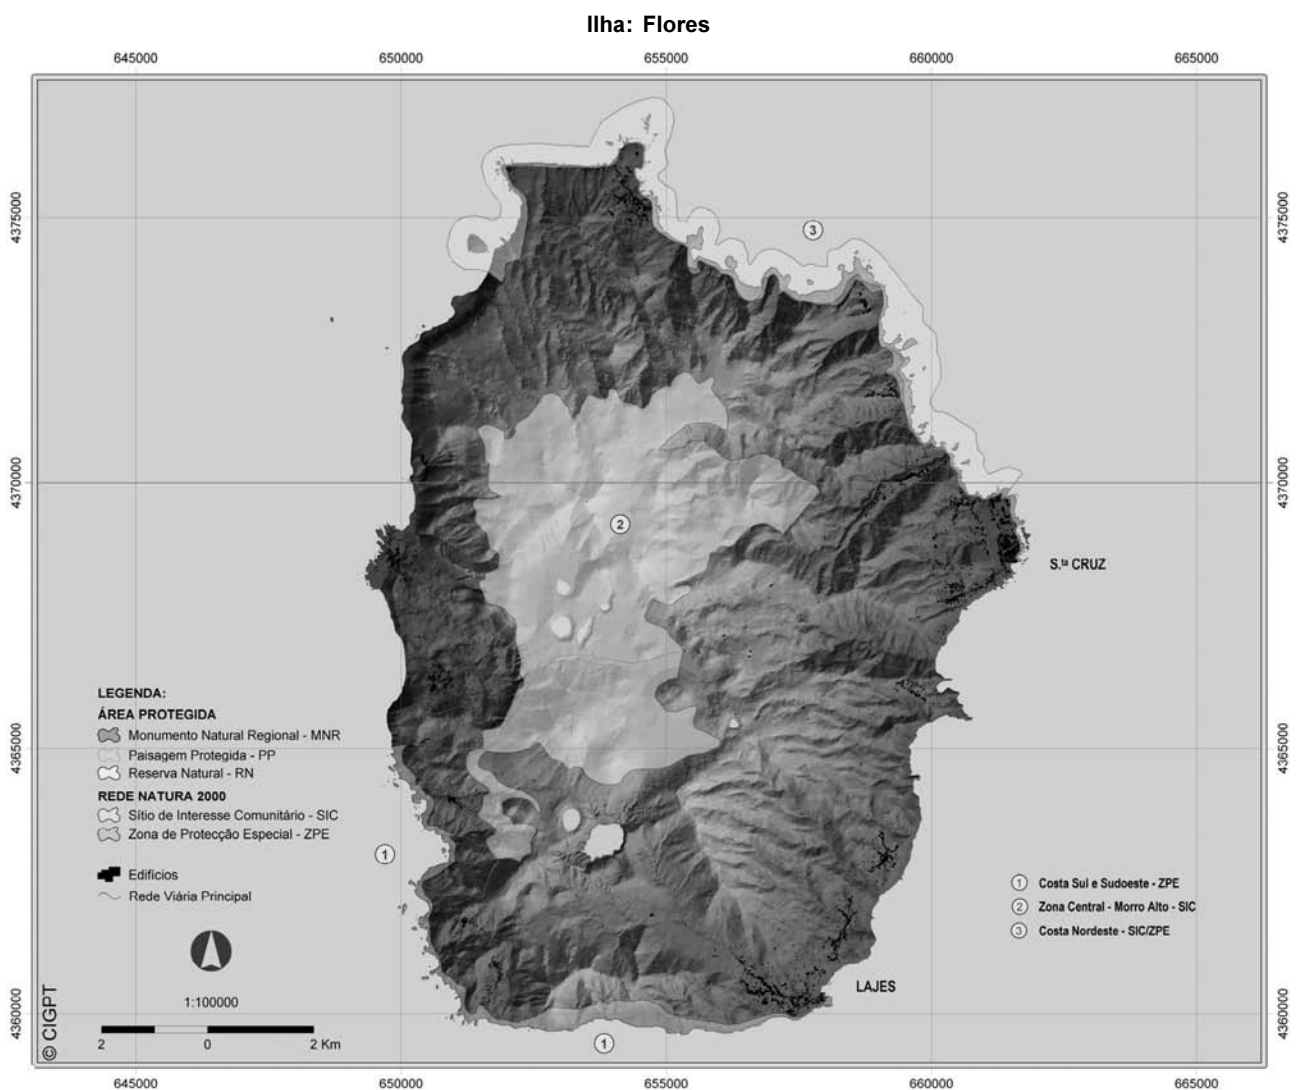 Ilha: Flores
645000 650000 655000 660000 665000
4375000 4375000
3
4370000 4370000
2
S.ta CRUZ
LEGENDA:
ÁREA PROTEGIDA
Monumento Natural Regional - MNR
Paisagem Protegida - PP
Reserva Natural - RN
REDE NATURA 2000
Sítio de Interesse Comunitário - SIC
Zona de Protecção Especial - ZPE
Edifícios
Rede Viária Principal
4365000 4365000
1
1 Costa Sul e Sudoeste - ZPE
2 Zona Central - Morro Alto - SIC
3 Costa Nordeste - SIC/ZPE
LAJES
1:100000
2 0 2 Km
© CIGPT
4360000 4360000
1
645000 650000 655000 660000 665000